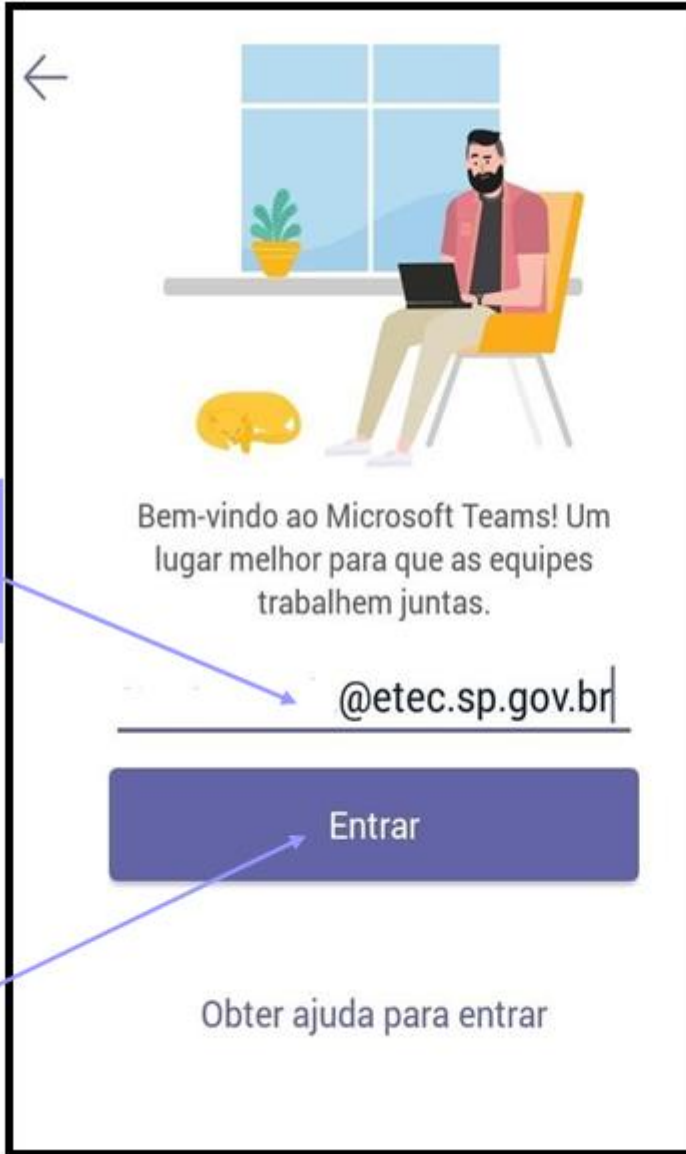 Bem-vindo ao Microsoft Teams! Um
lugar melhor para que as equipes
trabalhem juntas.
@etec.sp.gov.br
Entrar
Obter ajuda para entrar